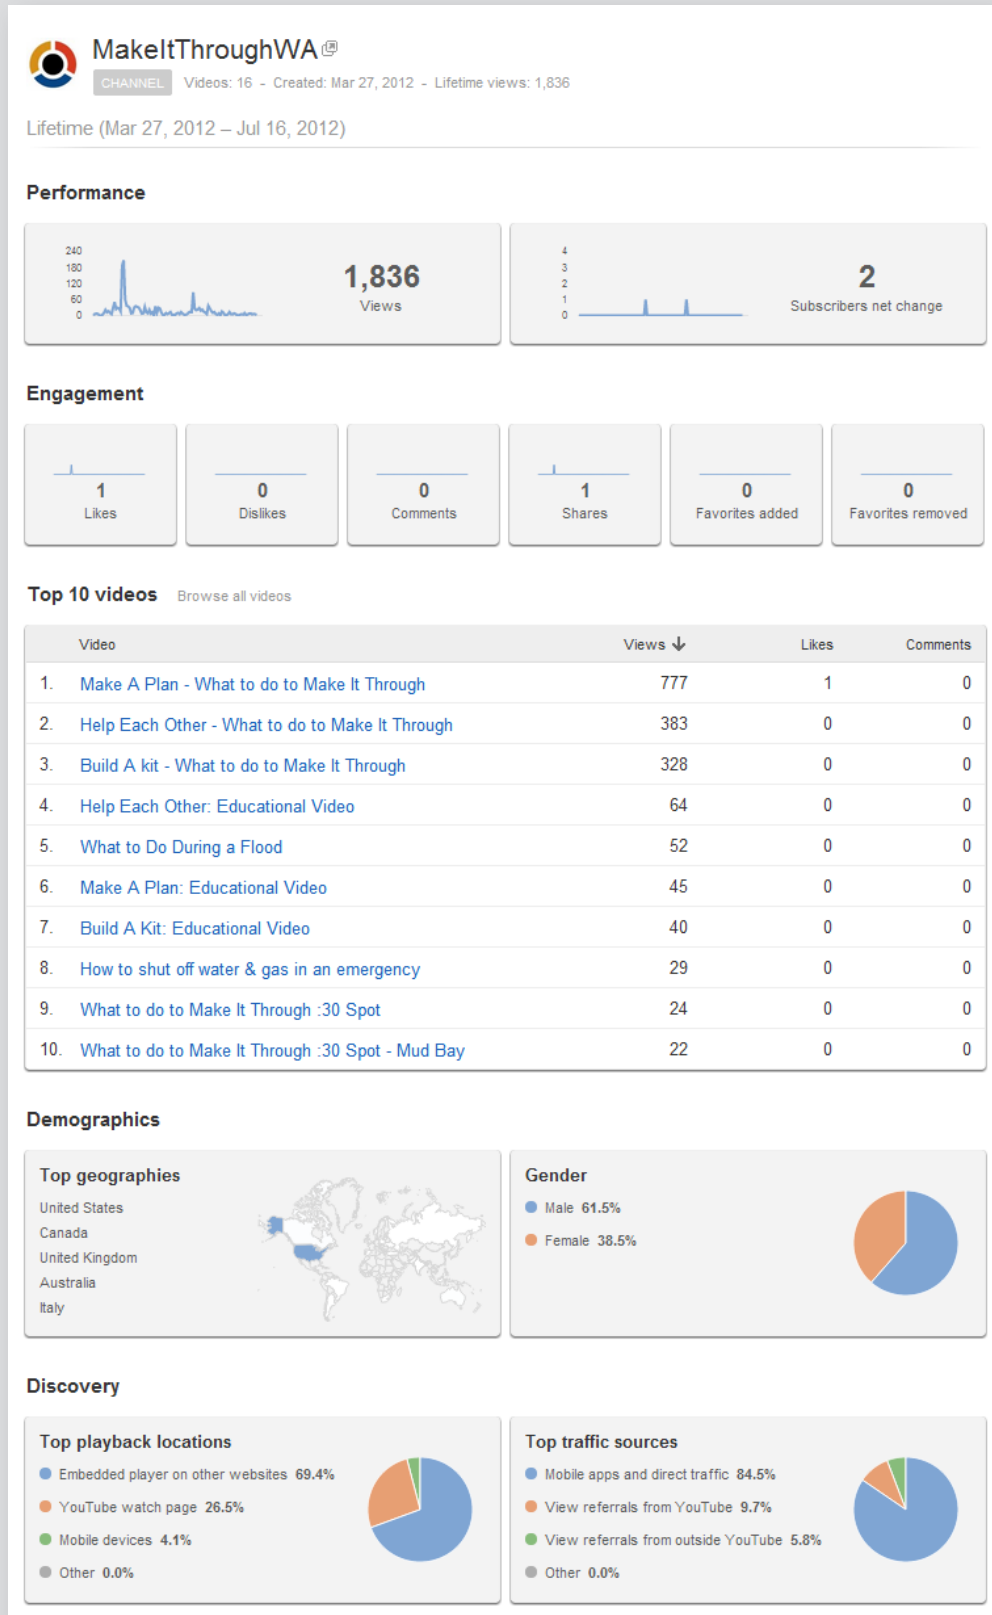 MakeItThroughWA
CHANNEL Videos: 16 - Created: Mar 27, 2012 - Lifetime views: 1,836
Lifetime (Mar 27, 2012 – Jul 16, 2012)
Performance
240
180
120
60
0
1,836
Views
4
3
2
1
0
2
Subscribers net change
Engagement
1
Likes
0
Dislikes
0
Comments
1
Shares
0
Favorites added
0
Favorites removed
Top 10 videos Browse all videos
Video Views Likes Comments
1. Make A Plan - What to do to Make It Through 777 1 0
2. Help Each Other - What to do to Make It Through 383 0 0
3. Build A kit - What to do to Make It Through 328 0 0
4. Help Each Other: Educational Video 64 0 0
5. What to Do During a Flood 52 0 0
6. Make A Plan: Educational Video 45 0 0
7. Build A Kit: Educational Video 40 0 0
8. How to shut off water & gas in an emergency 29 0 0
9. What to do to Make It Through :30 Spot 24 0 0
10. What to do to Make It Through :30 Spot - Mud Bay 22 0 0
Demographics
Top geographies
United States
Canada
United Kingdom
Australia
Italy
Gender
Male 61.5%
Female 38.5%
Discovery
Top playback locations
Embedded player on other websites 69.4%
YouTube watch page 26.5%
Mobile devices 4.1%
Other 0.0%
Top traffic sources
Mobile apps and direct traffic 84.5%
View referrals from YouTube 9.7%
View referrals from outside YouTube 5.8%
Other 0.0%